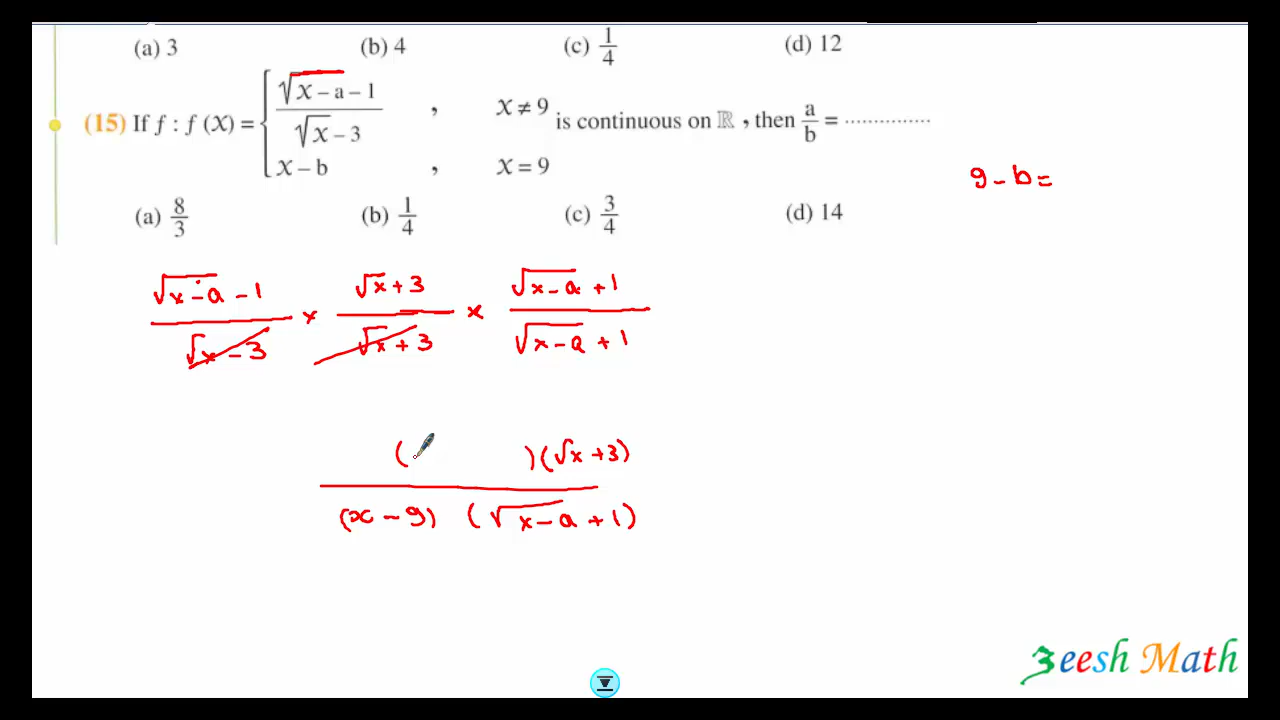 (a) 3 (b) 4 (c) 1/4 (d) 12
(15) If f : f (X) = { (√(X – a) – 1)/(√X – 3) , X ≠ 9
X – b , X = 9
is continuous on ℝ , then a/b = ...............
9 – b =
(a) 8/3 (b) 1/4 (c) 3/4 (d) 14
(√(x – a) – 1)/(√x – 3) × (√x + 3)/(√x + 3) × (√(x – a) + 1)/(√(x – a) + 1)
( )(√x + 3)
(x – 9) (√(x – a) + 1)
3eesh Math